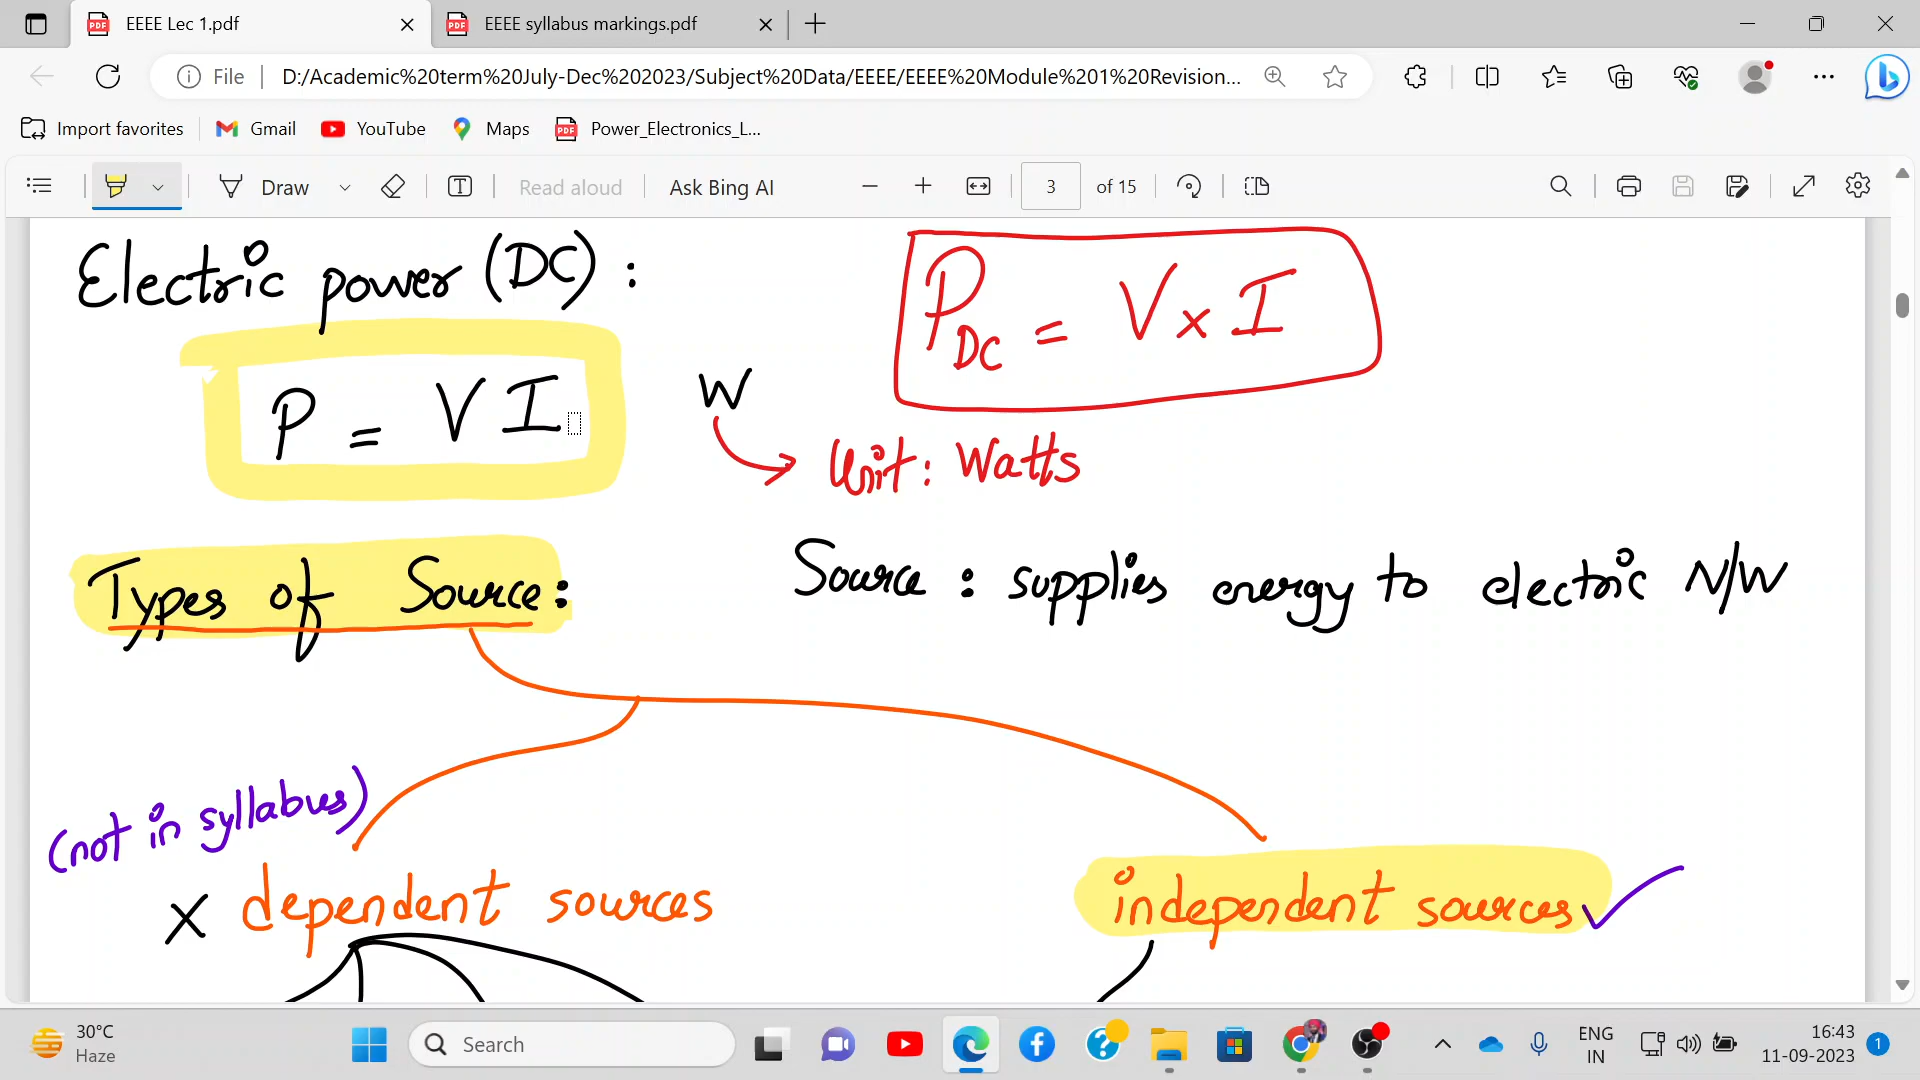 EEEE Lec 1.pdf
EEEE syllabus markings.pdf
File
D:/Academic%20term%20July-Dec%202023/Subject%20Data/EEEE/EEEE%20Module%201%20Revision...
Import favorites
Gmail
YouTube
Maps
Power_Electronics_L...
Draw
Read aloud
Ask Bing AI
3
of 15
Electric power (DC) :
P = V I
W
P DC = V x I
Unit: Watts
Types of Source:
Source : supplies energy to electric N/W
(not in syllabus)
X dependent sources
independent sources ✓
30°C
Haze
Search
ENG
IN
16:43
11-09-2023
1